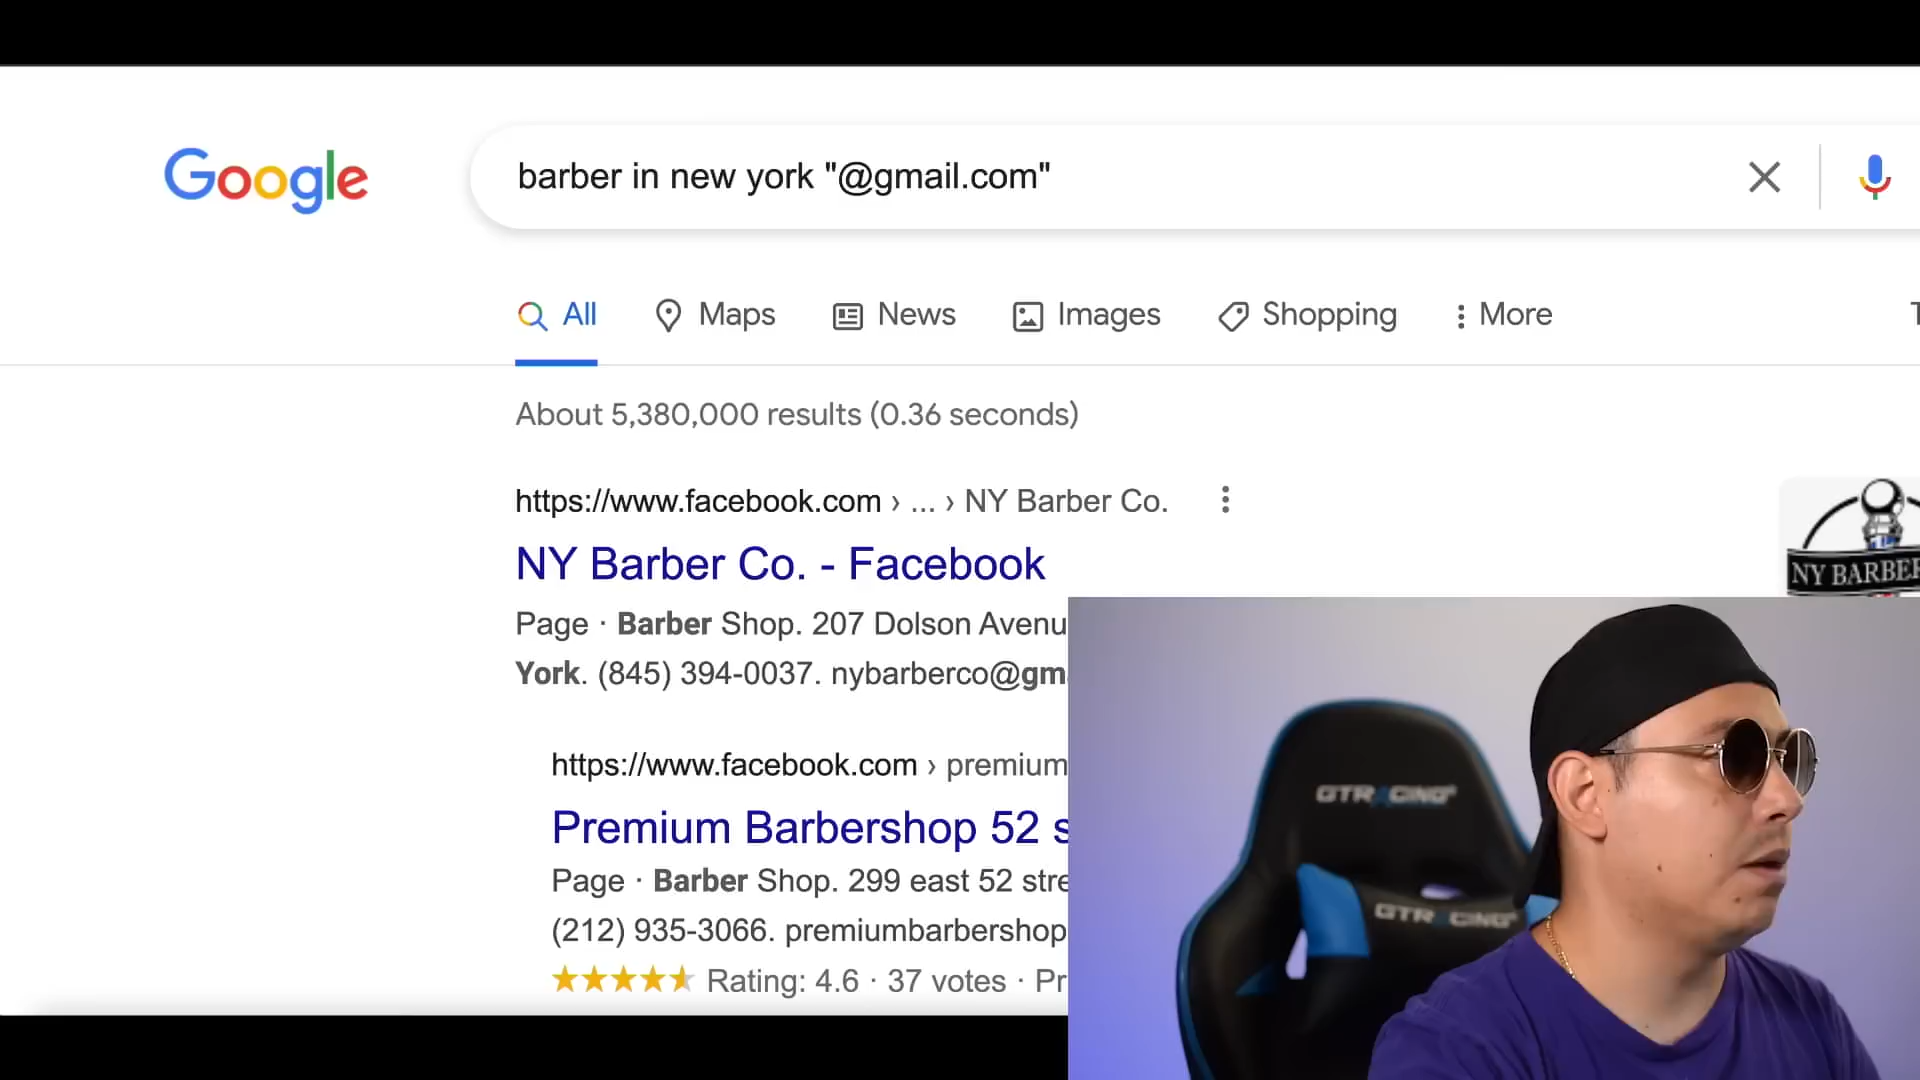 Google
barber in new york "@gmail.com"
All
Maps
News
Images
Shopping
More
About 5,380,000 results (0.36 seconds)
https://www.facebook.com › ... › NY Barber Co.
NY Barber Co. - Facebook
Page · Barber Shop. 207 Dolson Avenu
York. (845) 394-0037. nybarberco@gm
NY BARBER
https://www.facebook.com › premium
Premium Barbershop 52 s
Page · Barber Shop. 299 east 52 stre
(212) 935-3066. premiumbarbershop
Rating: 4.6 · 37 votes · Pr
GTRACING
GTRACING